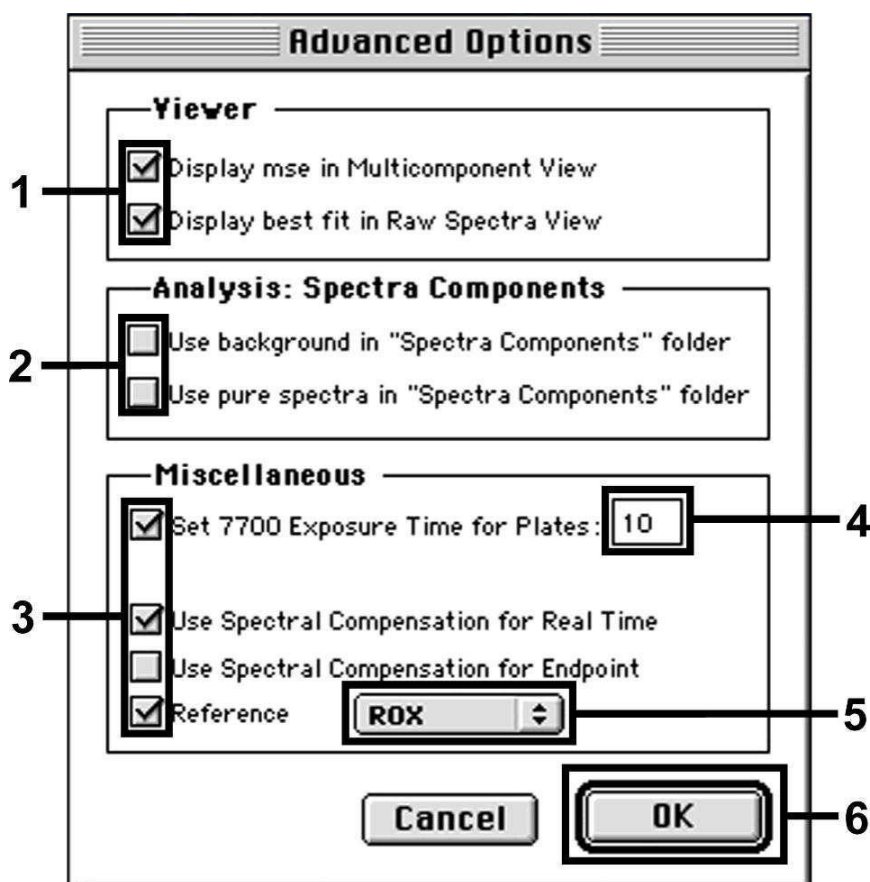 Advanced Options
Viewer
1
Display mse in Multicomponent View
Display best fit in Raw Spectra View
Analysis: Spectra Components
2
Use background in "Spectra Components" folder
Use pure spectra in "Spectra Components" folder
Miscellaneous
Set 7700 Exposure Time for Plates: 10
4
3
Use Spectral Compensation for Real Time
Use Spectral Compensation for Endpoint
Reference ROX
5
Cancel OK
6